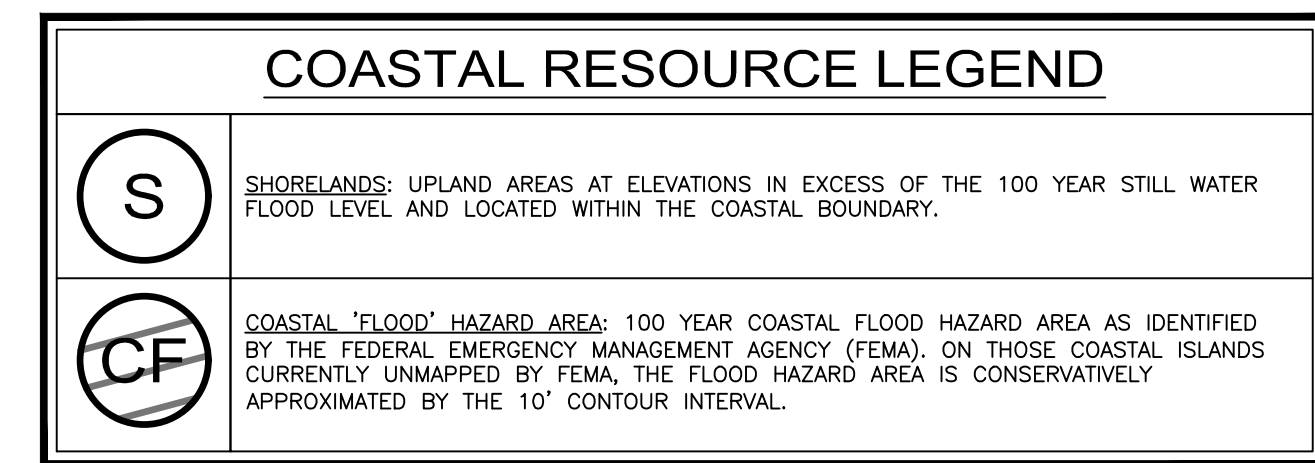 COASTAL RESOURCE LEGEND
S
SHORELANDS: UPLAND AREAS AT ELEVATIONS IN EXCESS OF THE 100 YEAR STILL WATER
FLOOD LEVEL AND LOCATED WITHIN THE COASTAL BOUNDARY.
CF
COASTAL 'FLOOD' HAZARD AREA: 100 YEAR COASTAL FLOOD HAZARD AREA AS IDENTIFIED
BY THE FEDERAL EMERGENCY MANAGEMENT AGENCY (FEMA). ON THOSE COASTAL ISLANDS
CURRENTLY UNMAPPED BY FEMA, THE FLOOD HAZARD AREA IS CONSERVATIVELY
APPROXIMATED BY THE 10' CONTOUR INTERVAL.